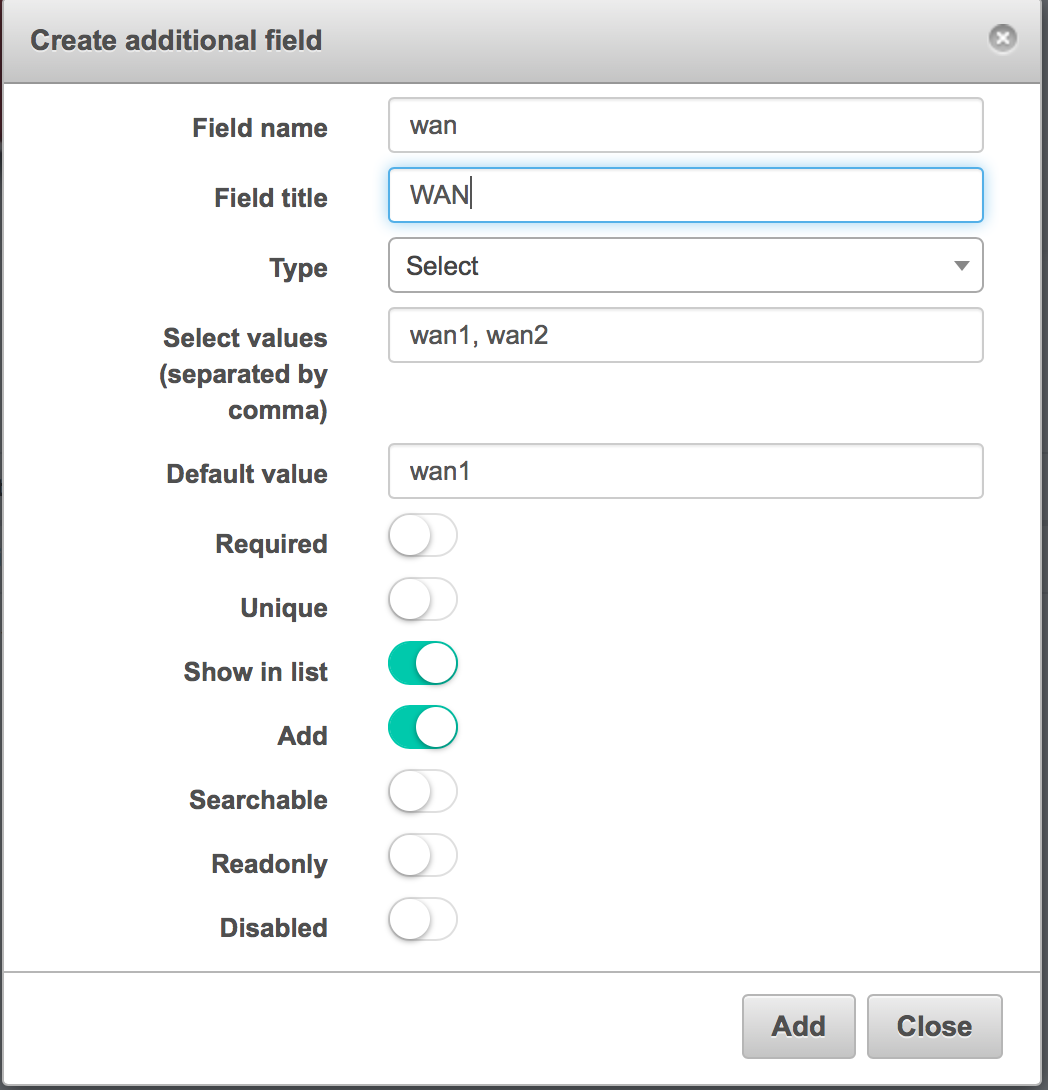 Create additional field
Field name
wan
Field title
WAN
Type
Select
Select values
(separated by
comma)
wan1, wan2
Default value
wan1
Required
Unique
Show in list
Add
Searchable
Readonly
Disabled
Add
Close